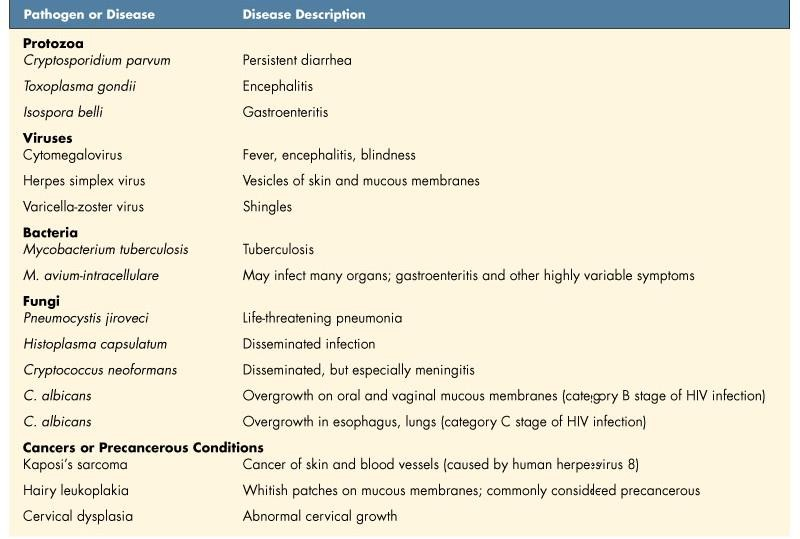 Pathogen or Disease Disease Description
Protozoa
Cryptosporidium parvum Persistent diarrhea
Toxoplasma gondii Encephalitis
Isospora belli Gastroenteritis
Viruses
Cytomegalovirus Fever, encephalitis, blindness
Herpes simplex virus Vesicles of skin and mucous membranes
Varicella-zoster virus Shingles
Bacteria
Mycobacterium tuberculosis Tuberculosis
M. avium-intracellulare May infect many organs; gastroenteritis and other highly variable symptoms
Fungi
Pneumocystis jiroveci Life-threatening pneumonia
Histoplasma capsulatum Disseminated infection
Cryptococcus neoformans Disseminated, but especially meningitis
C. albicans Overgrowth on oral and vaginal mucous membranes (category B stage of HIV infection)
C. albicans Overgrowth in esophagus, lungs (category C stage of HIV infection)
Cancers or Precancerous Conditions
Kaposi's sarcoma Cancer of skin and blood vessels (caused by human herpesvirus 8)
Hairy leukoplakia Whitish patches on mucous membranes; commonly considered precancerous
Cervical dysplasia Abnormal cervical growth